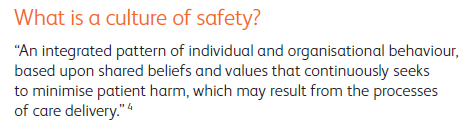 What is a culture of safety?
“An integrated pattern of individual and organisational behaviour,
based upon shared beliefs and values that continuously seeks
to minimise patient harm, which may result from the processes
of care delivery.” 4